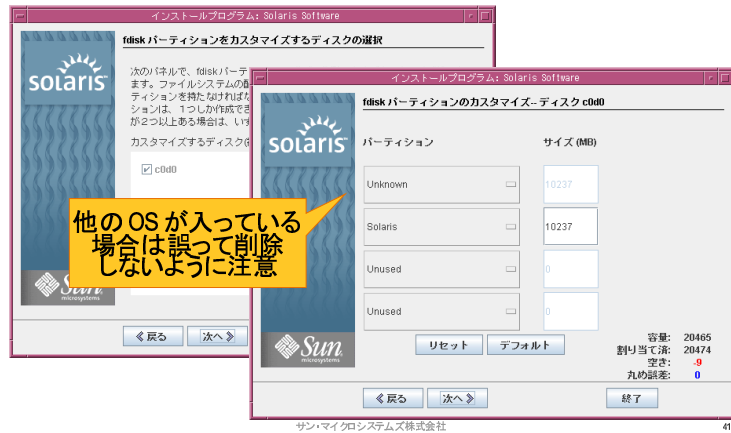 インストールプログラム: Solaris Software
fdisk パーティションをカスタマイズするディスクの選択
solaris
次のパネルで、fdiskパーテ
ます。ファイルシステムの
ティションを持たなければ
ションは、１つしか作成でき
が２つ以上ある場合は、い
カスタマイズするディスク
c0d0
Sun
microsystems
戻る
次へ
インストールプログラム: Solaris Software
fdisk パーティションのカスタマイズ-- ディスク c0d0
solaris
パーティション
サイズ (MB)
Unknown
10237
Solaris
10237
Unused
0
Unused
0
リセット
デフォルト
容量: 20465
割り当て済: 20474
空き: -9
丸め誤差: 0
Sun
microsystems
戻る
次へ
終了
他の OS が入っている
場合は誤って削除
しないように注意
サン・マイクロシステムズ株式会社
41